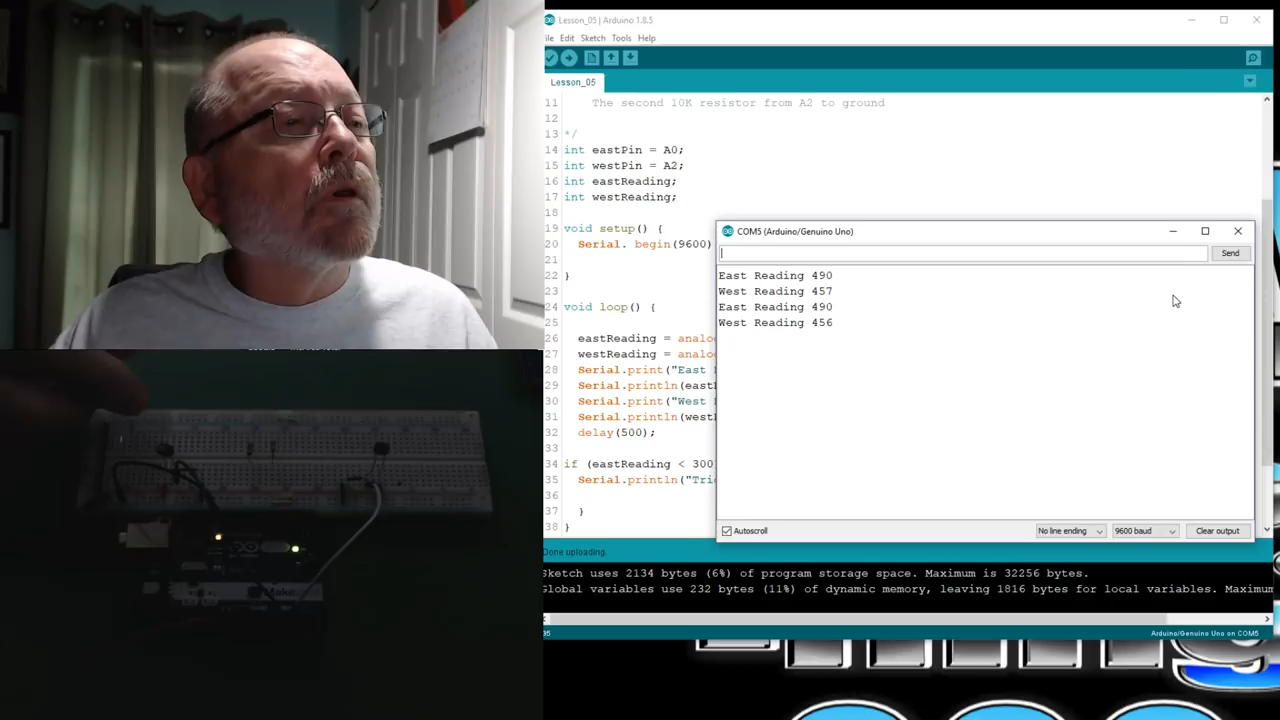 Lesson_05 | Arduino 1.8.5
File Edit Sketch Tools Help
Lesson_05
11 The second 10K resistor from A2 to ground
12
13 */
14 int eastPin = A0;
15 int westPin = A2;
16 int eastReading;
17 int westReading;
18
19 void setup() {
20 Serial. begin(9600)
21
22 }
23
24 void loop() {
25
26 eastReading = analo
27 westReading = analo
28 Serial.print("East
29 Serial.println(east
30 Serial.print("West
31 Serial.println(west
32 delay(500);
33
34 if (eastReading < 300
35 Serial.println("Tri
36
37 }
38 }
COM5 (Arduino/Genuino Uno)
Send
East Reading 490
West Reading 457
East Reading 490
West Reading 456
Autoscroll
No line ending
9600 baud
Clear output
Done uploading.
Sketch uses 2134 bytes (6%) of program storage space. Maximum is 32256 bytes.
Global variables use 232 bytes (11%) of dynamic memory, leaving 1816 bytes for local variables. Maximum
Arduino/Genuino Uno on COM5